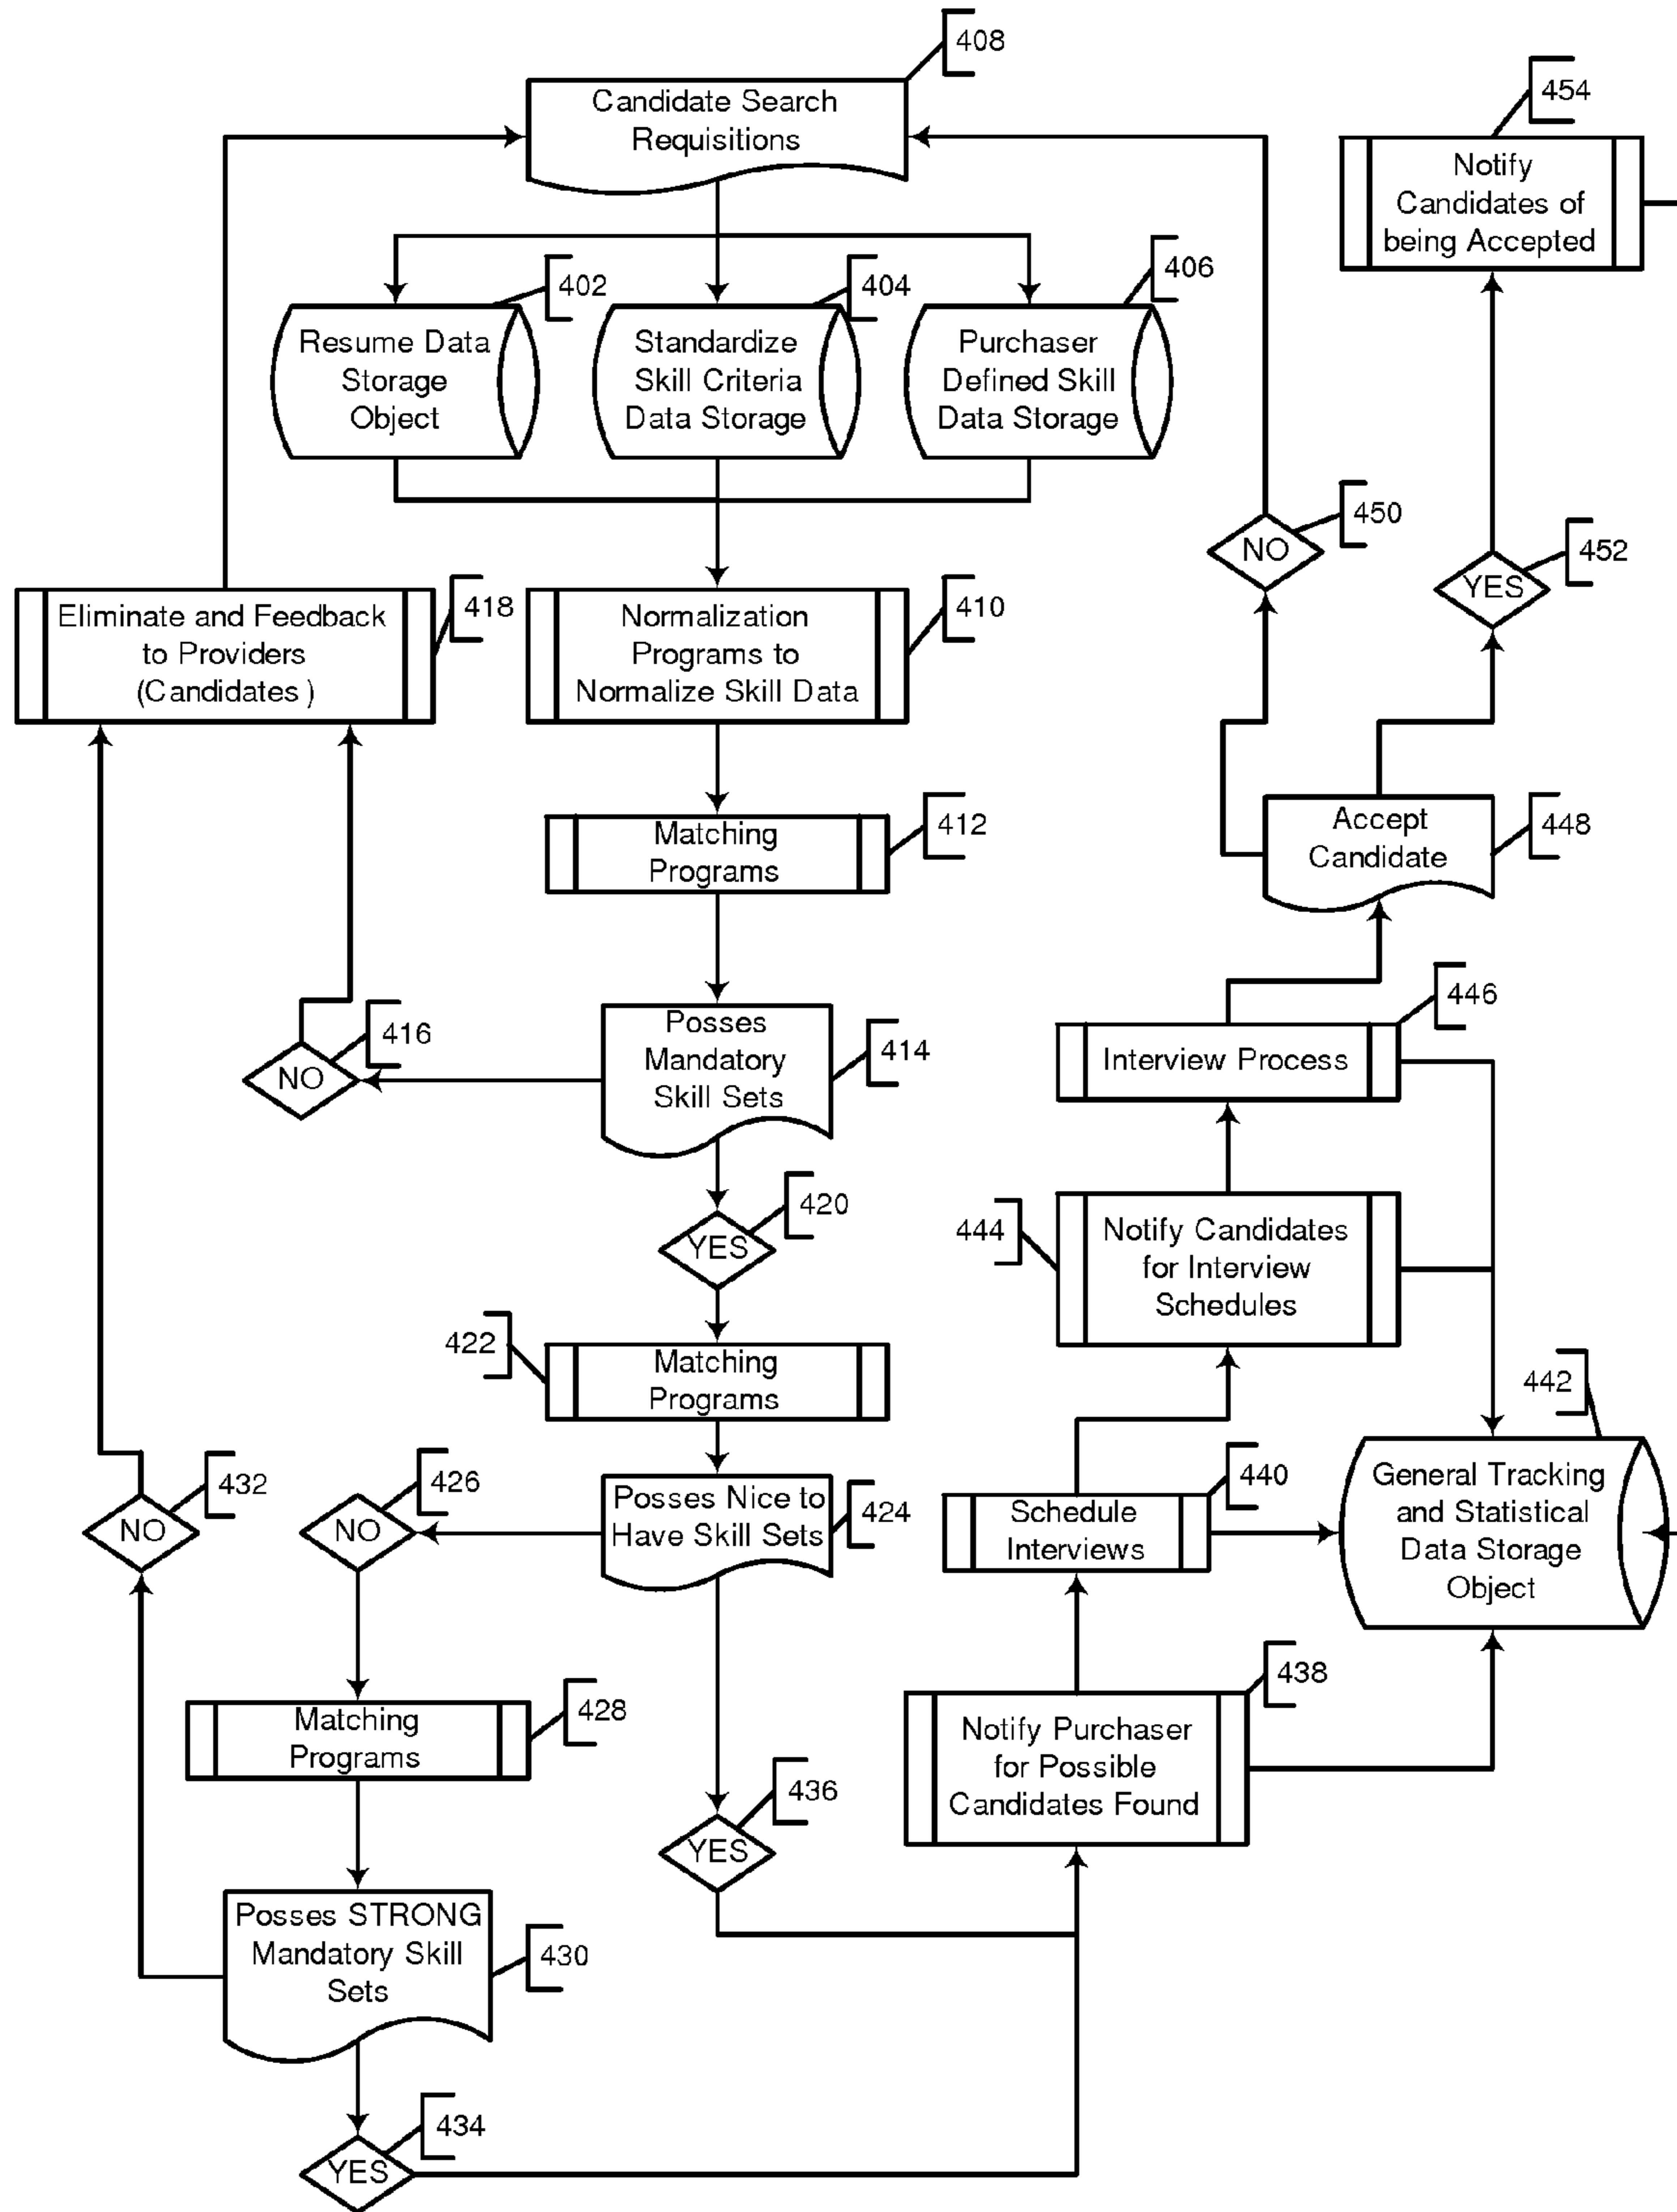 408
Candidate Search
Requisitions
454
Notify
Candidates of
being Accepted
402
404
406
Resume Data
Storage
Object
Standardize
Skill Criteria
Data Storage
Purchaser
Defined Skill
Data Storage
450
NO
452
YES
Eliminate and Feedback
to Providers
(Candidates )
418
Normalization
Programs to
Normalize Skill Data
410
Matching
Programs
412
Accept
Candidate
448
Posses
Mandatory
Skill Sets
414
416
NO
446
Interview Process
420
YES
444
Notify Candidates
for Interview
Schedules
422
Matching
Programs
442
General Tracking
and Statistical
Data Storage
Object
432
NO
426
NO
Posses Nice to
Have Skill Sets
424
440
Schedule
Interviews
438
Notify Purchaser
for Possible
Candidates Found
Matching
Programs
428
436
YES
Posses STRONG
Mandatory Skill
Sets
430
434
YES